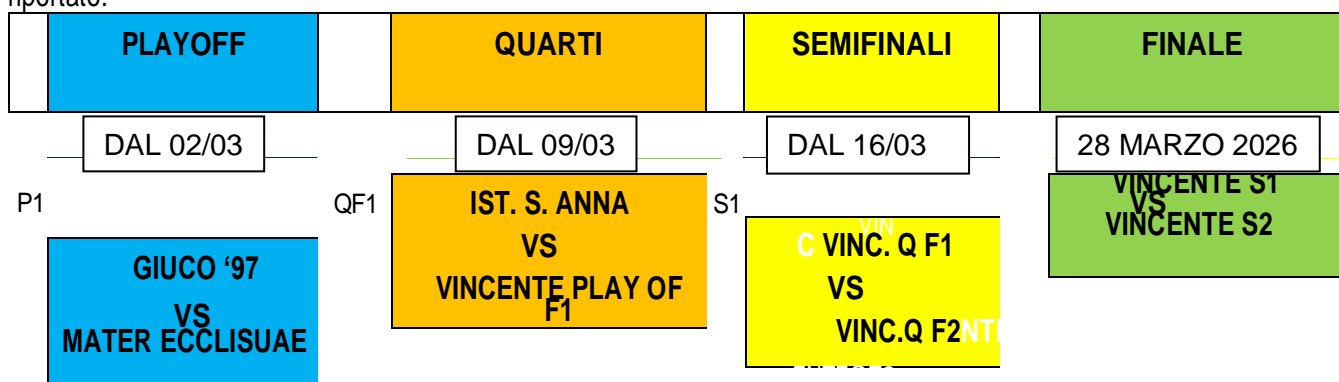 riportato:
PLAYOFF QUARTI SEMIFINALI FINALE
DAL 02/03 DAL 09/03 DAL 16/03 28 MARZO 2026
P1
GIUCO ‘97
VS
MATER ECCLISUAE
QF1
IST. S. ANNA
VS
VINCENTE PLAY OF
F1
S1
VIN
C VINC. Q F1
VS
VINC.Q F2NTI
VINCENTE S1
VS
VINCENTE S2